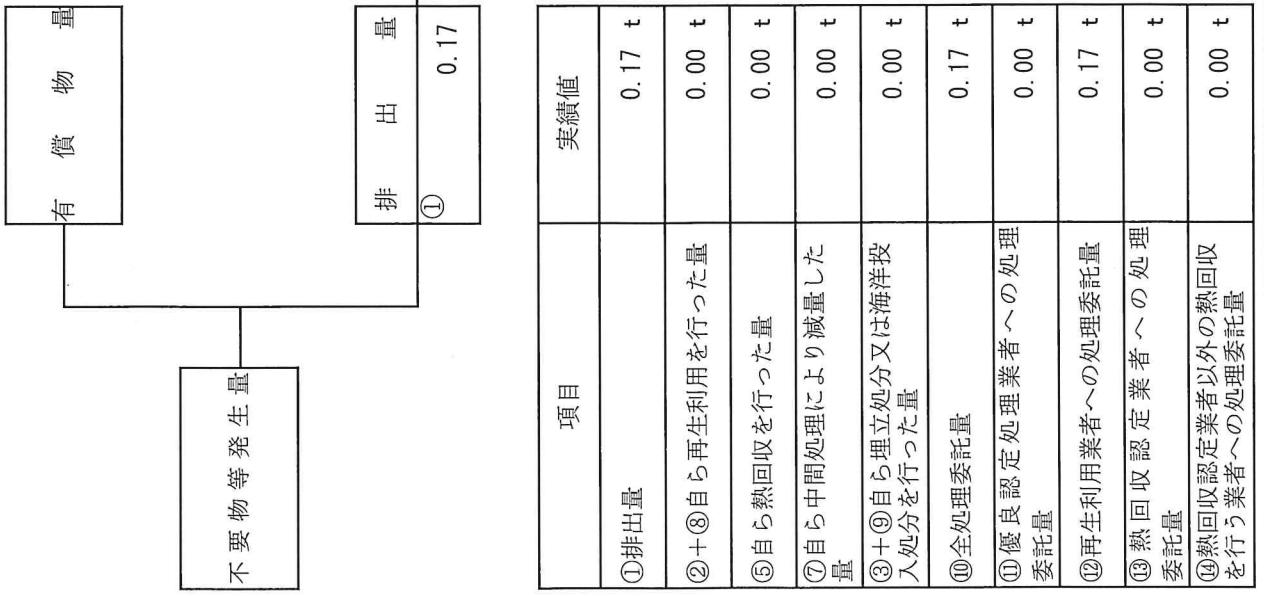 有償物量
不要物等発生量
排出量
① 0.17
項目 実績値
①排出量 0.17 t
②+⑧自ら再生利用を行った量 0.00 t
⑤自ら熱回収を行った量 0.00 t
⑦自ら中間処理により減量した
量 0.00 t
③+⑨自ら埋立処分又は海洋投
入処分を行った量 0.00 t
⑩全処理委託量 0.17 t
⑪優良認定処理業者への処理
委託量 0.00 t
⑫再生利用業者への処理委託量 0.17 t
⑬熱回収認定業者への処理
委託量 0.00 t
⑭熱回収認定業者以外の熱回収
を行う業者への処理委託量 0.00 t